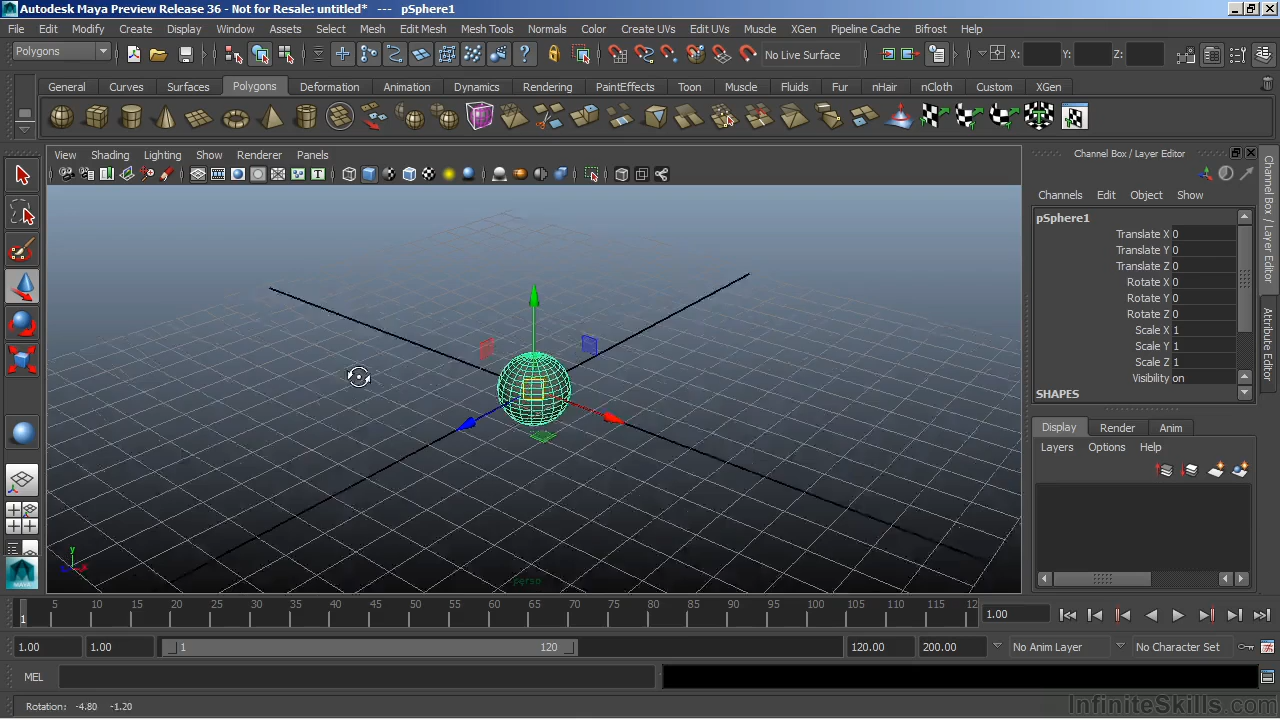 Autodesk Maya Preview Release 36 - Not for Resale: untitled* --- pSphere1
File Edit Modify Create Display Window Assets Select Mesh Edit Mesh Mesh Tools Normals Color Create UVs Edit UVs Muscle XGen Pipeline Cache Bifrost Help
Polygons No Live Surface X: Y: Z:
General Curves Surfaces Polygons Deformation Animation Dynamics Rendering PaintEffects Toon Muscle Fluids Fur nHair nCloth Custom XGen
View Shading Lighting Show Renderer Panels
Channel Box / Layer Editor
Channels Edit Object Show
pSphere1
Translate X 0
Translate Y 0
Translate Z 0
Rotate X 0
Rotate Y 0
Rotate Z 0
Scale X 1
Scale Y 1
Scale Z 1
Visibility on
SHAPES
Display Render Anim
Layers Options Help
Channel Box / Layer Editor
Attribute Editor
y
x
persp
1 5 10 15 20 25 30 35 40 45 50 55 60 65 70 75 80 85 90 95 100 105 110 115 12
1.00
1.00 1.00 1 120 120.00 200.00 No Anim Layer No Character Set
MEL
Rotation: -4.80 -1.20
InfiniteSkills.com